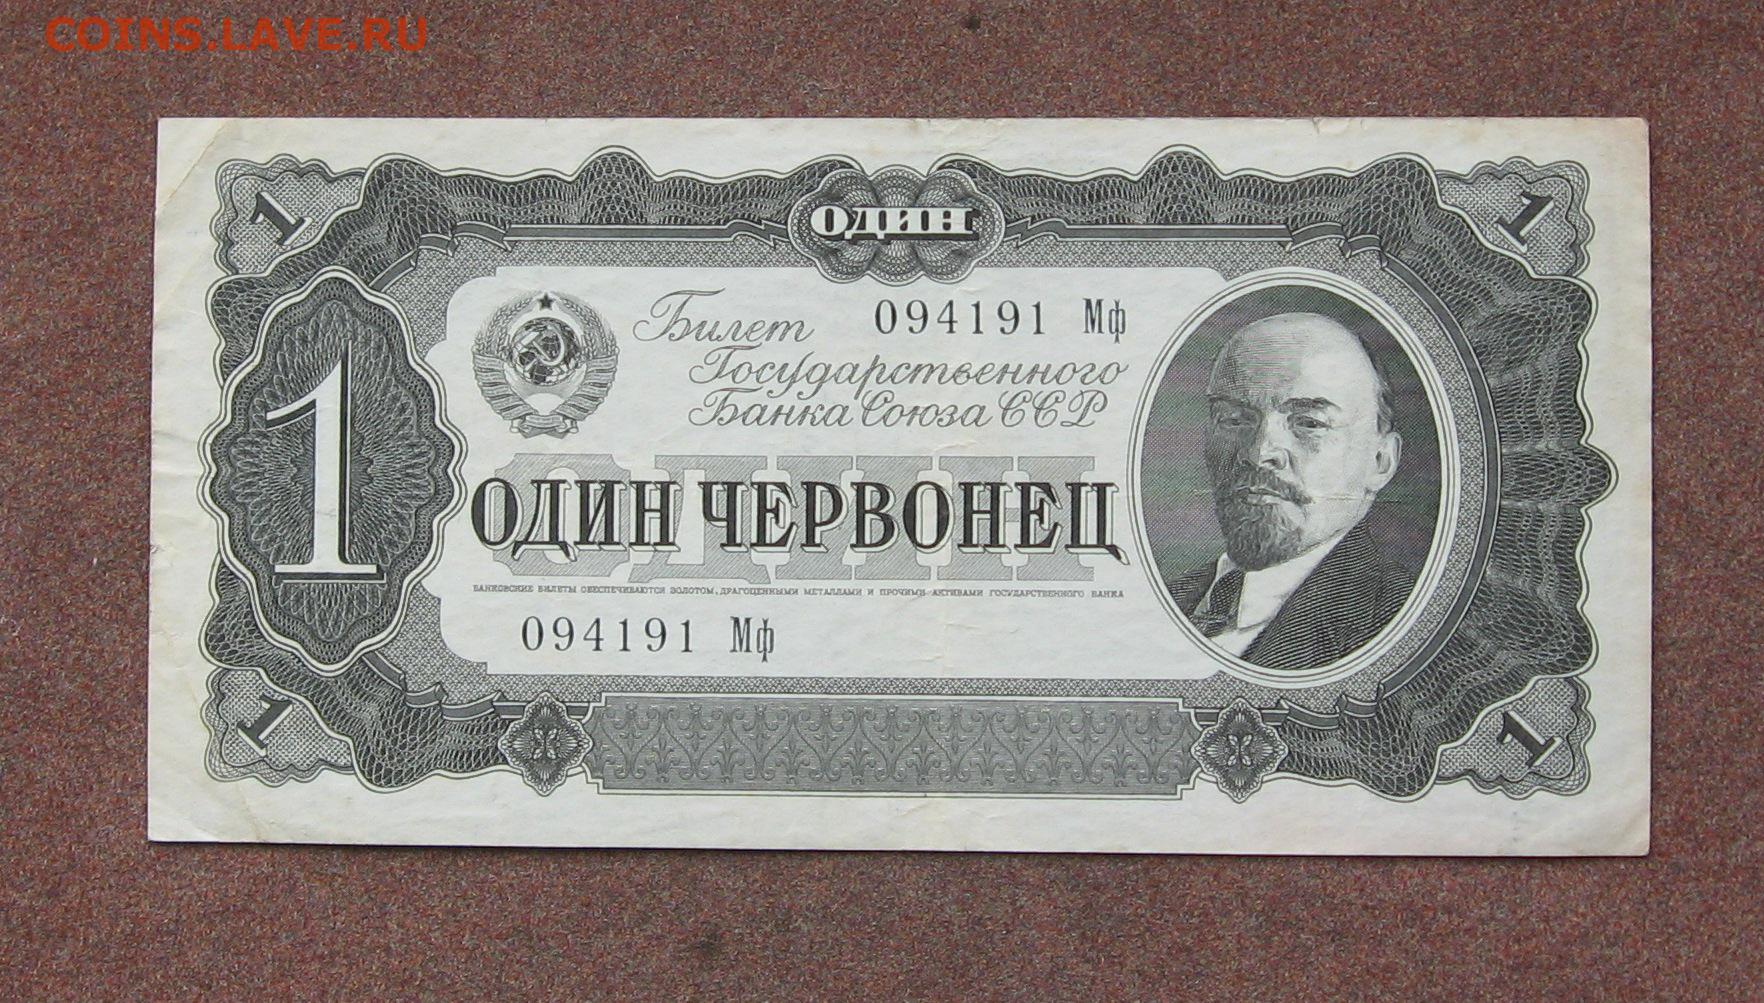 COINS.LAVE.RU
1
1
ОДИН
Билет 094191 Мф
Государственного
Банка Союза ССР
1
ОДИН
ОДИН ЧЕРВОНЕЦ
БАНКОВСКИЕ БИЛЕТЫ ОБЕСПЕЧИВАЮТСЯ ЗОЛОТОМ, ДРАГОЦЕННЫМИ МЕТАЛЛАМИ И ПРОЧИМИ АКТИВАМИ ГОСУДАРСТВЕННОГО БАНКА
094191 Мф
1
1